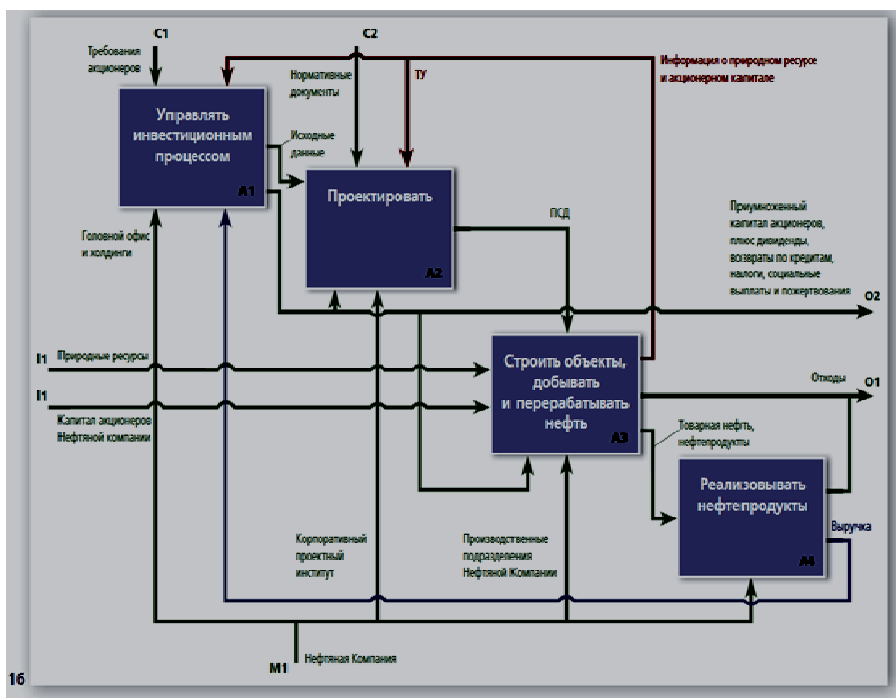 C1
C2
Требования
акционеров
Нормативные
документы
ТУ
Информация о природном ресурсе
и акционерном капитале
Управлять
инвестиционным
процессом
A1
Исходные
данные
Проектировать
A2
ПСД
Головной офис
и холдинги
Приумноженный
капитал акционеров,
плюс дивиденды,
возвраты по кредитам,
налоги, социальные
выплаты и пожертвования
O2
I1
Природные ресурсы
I1
Капитал акционеров
Нефтяной компании
Строить объекты,
добывать
и перерабатывать
нефть
A3
Отходы
O1
Товарная нефть,
нефтепродукты
Реализовывать
нефтепродукты
A4
Выручка
Корпоративный
проектный
институт
Производственные
подразделения
Нефтяной Компании
M1
Нефтяная Компания
16